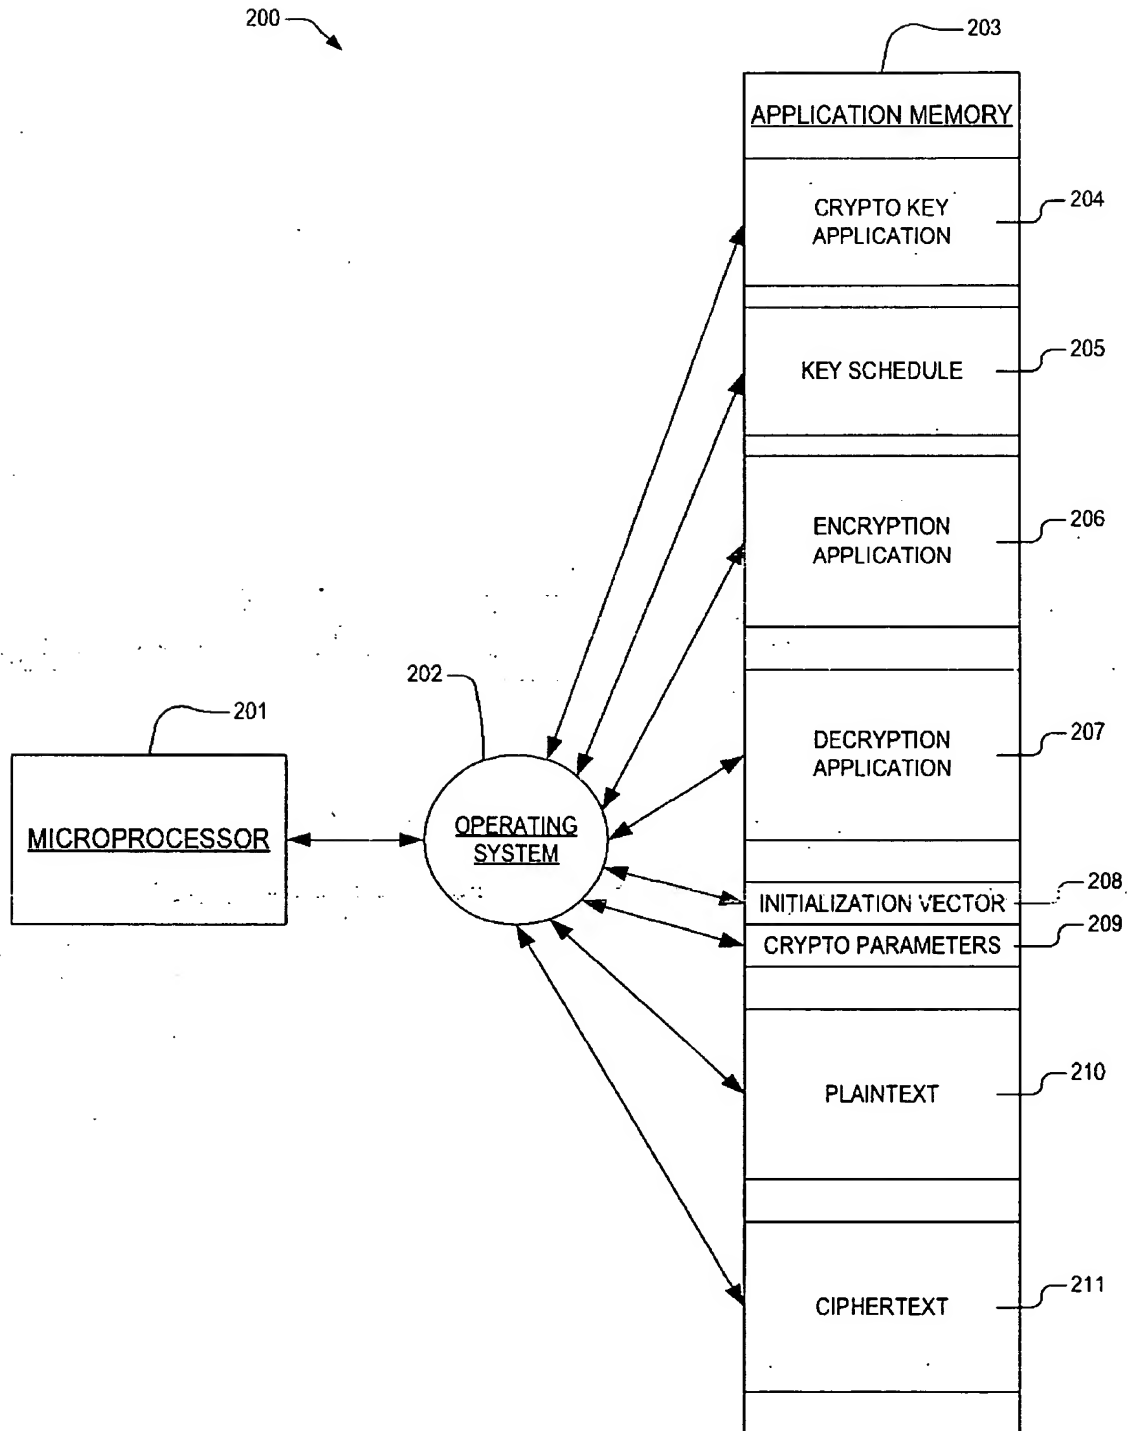 200
203
APPLICATION MEMORY
CRYPTO KEY
APPLICATION
204
KEY SCHEDULE
205
ENCRYPTION
APPLICATION
206
202
201
DECRYPTION
APPLICATION
207
MICROPROCESSOR
OPERATING
SYSTEM
INITIALIZATION VECTOR
208
CRYPTO PARAMETERS
209
PLAINTEXT
210
CIPHERTEXT
211